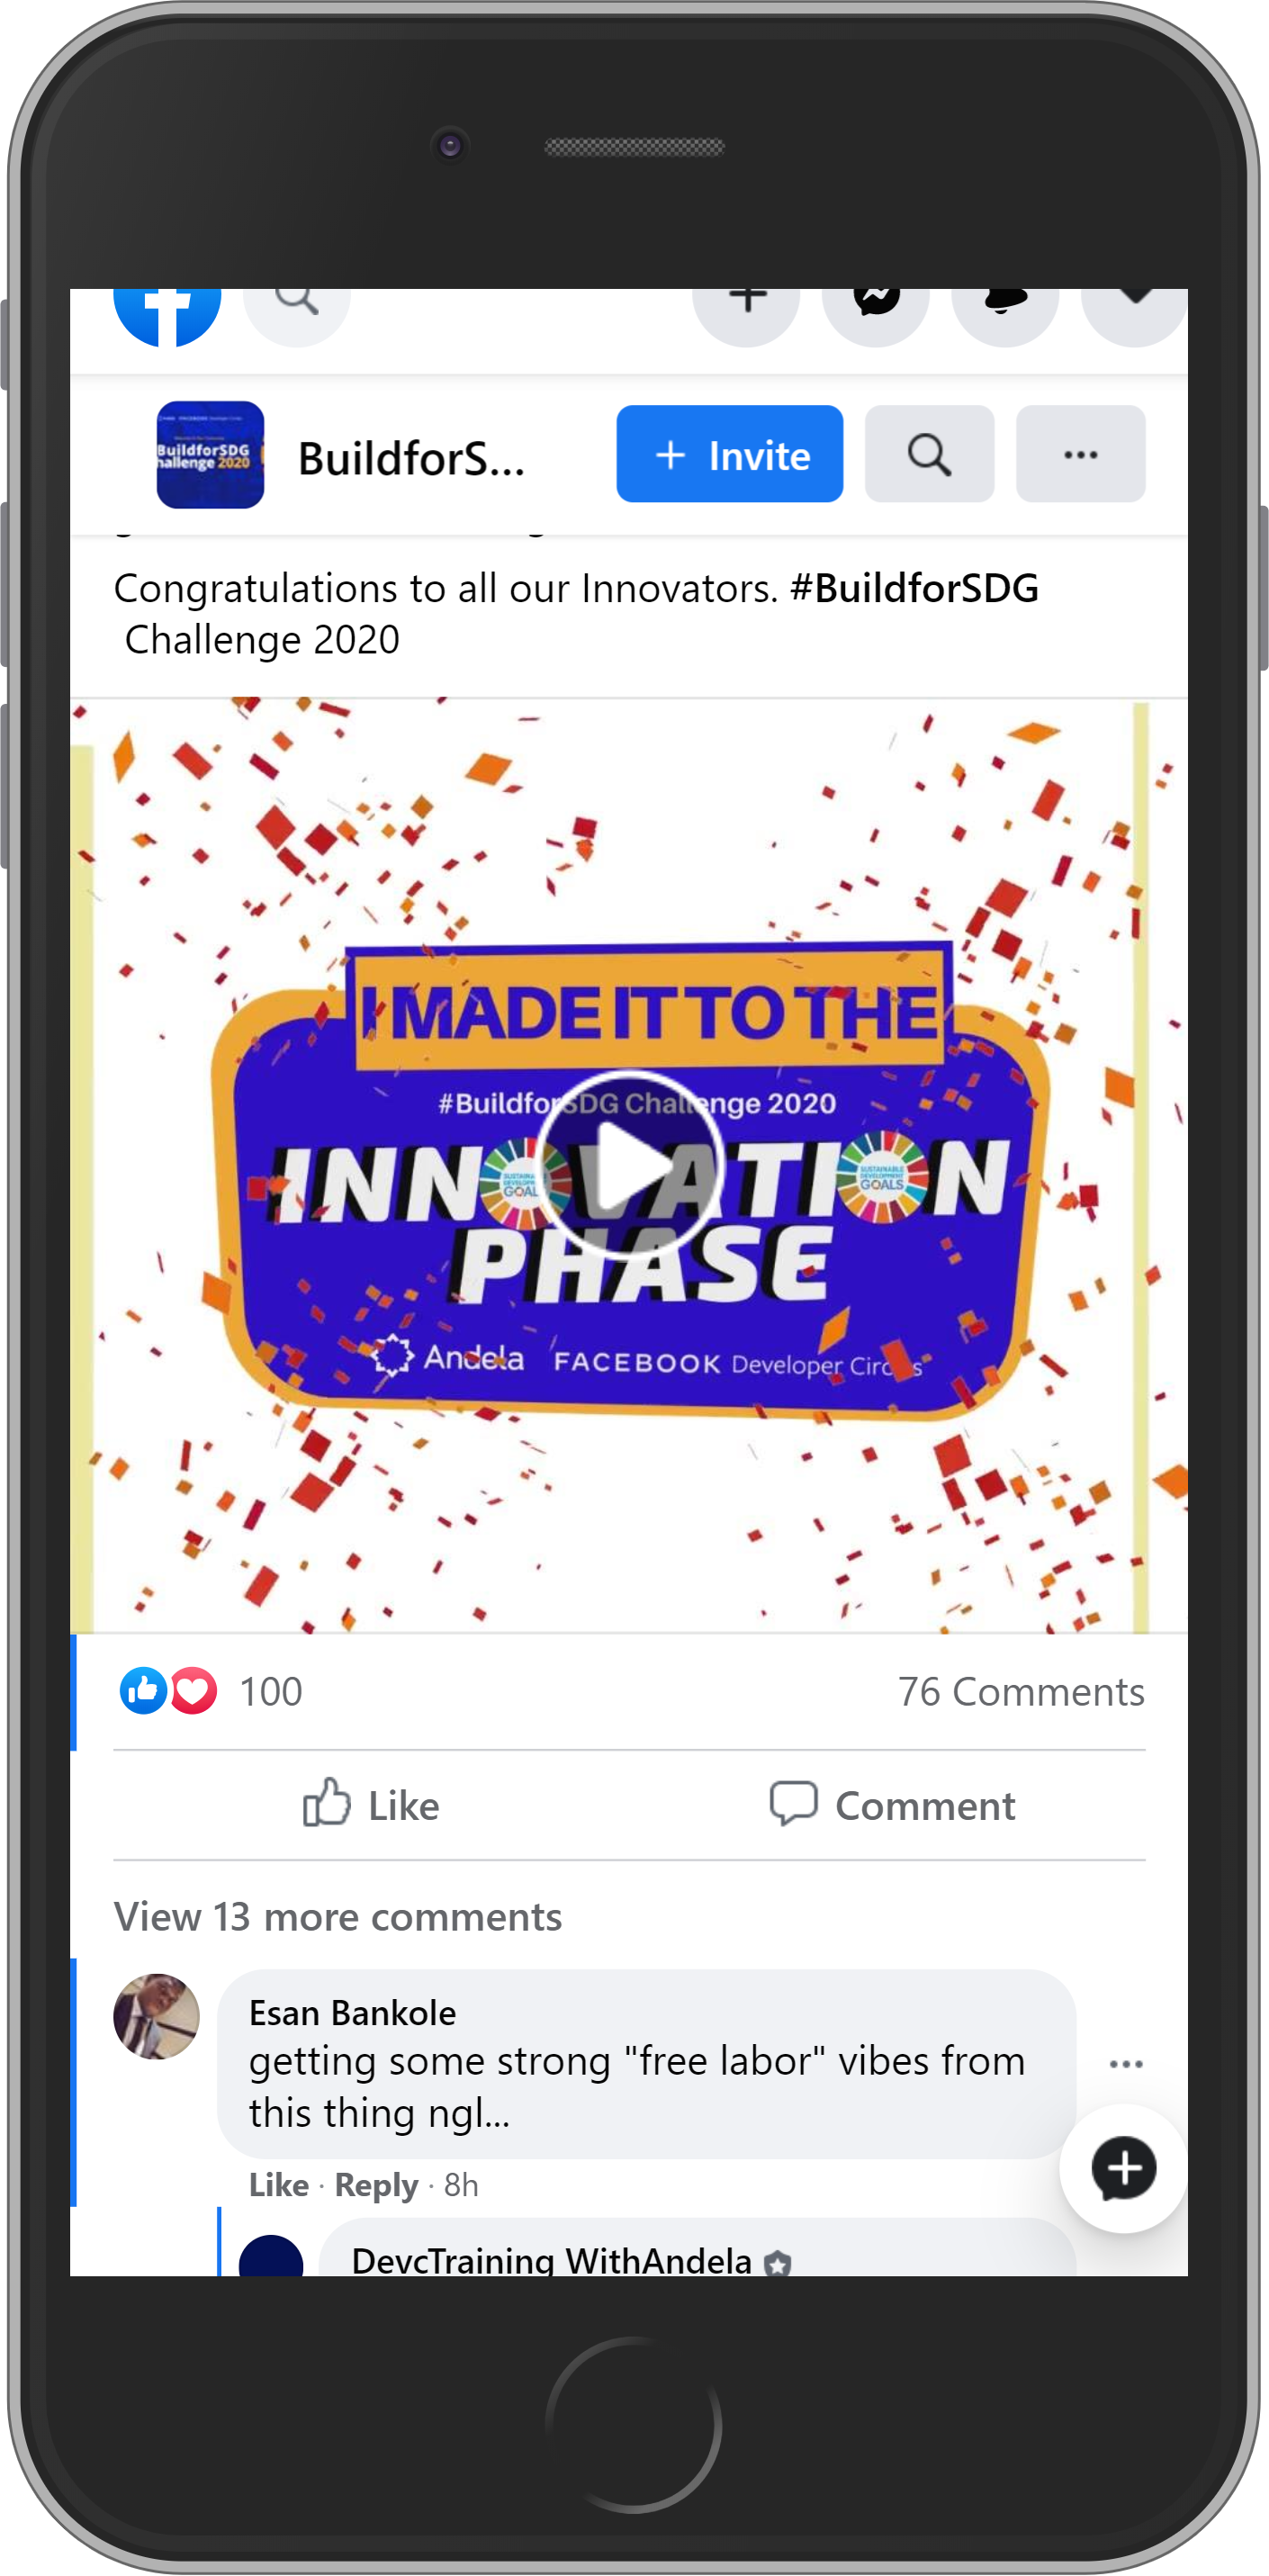 BuildforSDG
hallenge 2020
BuildforS...
+ Invite
Congratulations to all our Innovators. #BuildforSDG
Challenge 2020
I MADE IT TO THE
#BuildforSDG Challenge 2020
INNOVATION
PHASE
SUSTAINABLE
DEVELOPMENT
GOALS
Andela FACEBOOK Developer Circles
100
76 Comments
Like
Comment
View 13 more comments
Esan Bankole
getting some strong "free labor" vibes from
this thing ngl...
Like · Reply · 8h
DevcTraining WithAndela